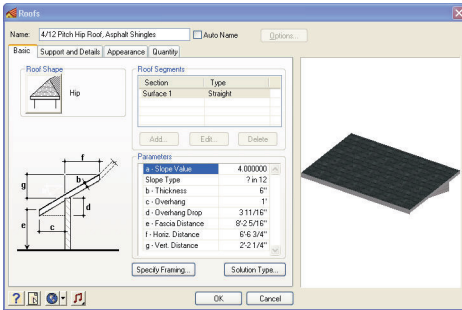 Roofs
Name: 4/12 Pitch Hip Roof, Asphalt Shingles Auto Name Options...
Basic Support and Details Appearance Quantity
Roof Shape
Hip
Roof Segments
Section Type
Surface 1 Straight
Add... Edit... Delete
Parameters
a - Slope Value 4.000000
Slope Type ? in 12
b - Thickness 6"
c - Overhang 1'
d - Overhang Drop 3 11/16"
e - Fascia Distance 8'-2 5/16"
f - Horiz. Distance 6'-6 3/4"
g - Vert. Distance 2'-2 1/4"
f
b
a
g
d
e
c
Specify Framing... Solution Type...
?
OK Cancel